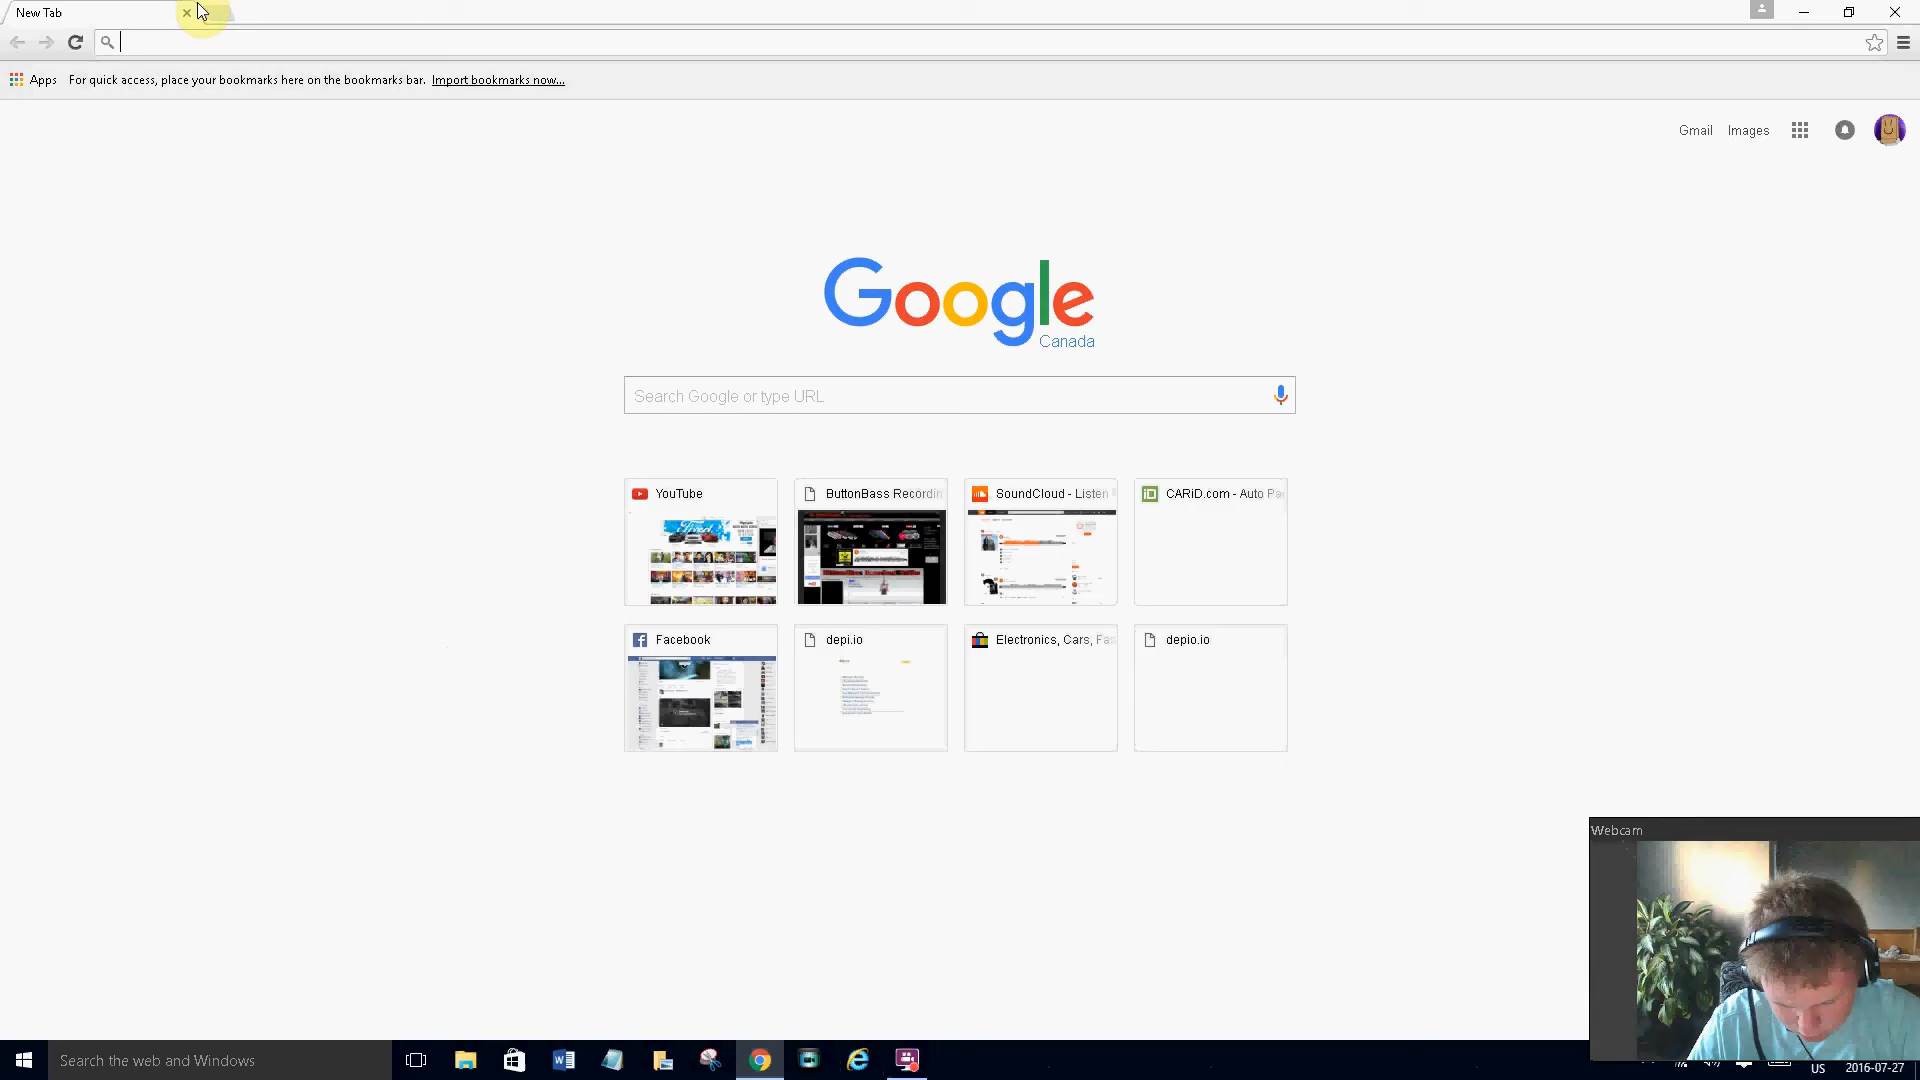 New Tab
Apps For quick access, place your bookmarks here on the bookmarks bar. Import bookmarks now...
Gmail Images
Google
Canada
Search Google or type URL
YouTube ButtonBass Recordin SoundCloud - Listen CARiD.com - Auto Pa
Facebook depi.io Electronics, Cars, Fas depio.io
Webcam
Search the web and Windows
US 2016-07-27